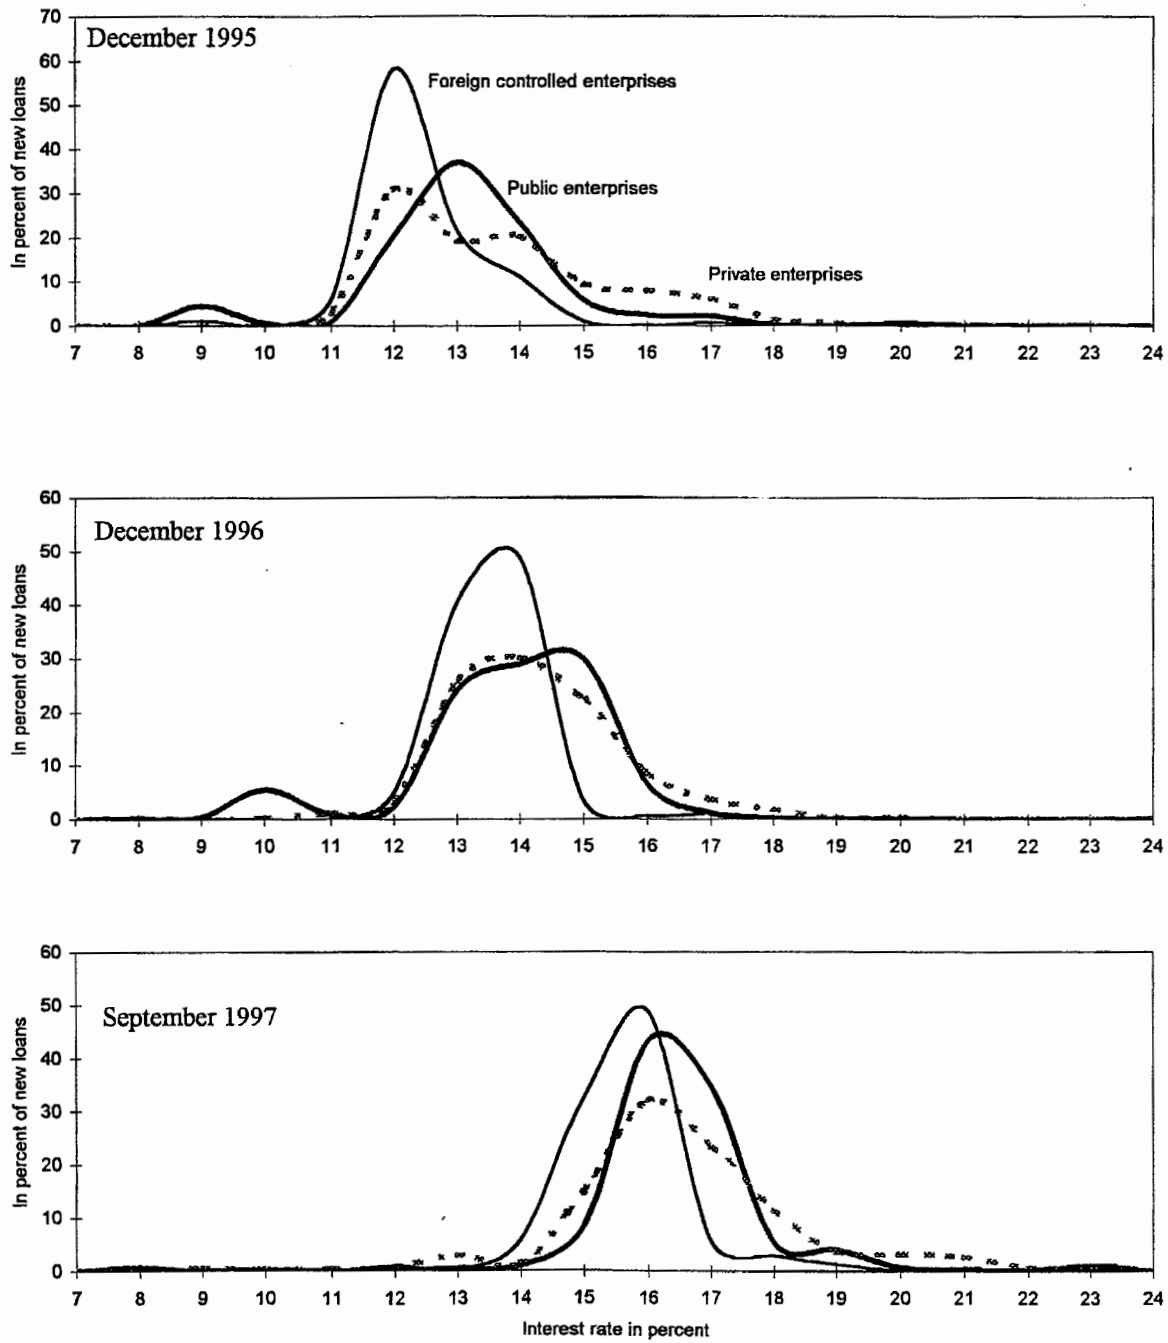 December 1995
In percent of new loans
70
60
50
40
30
20
10
0
Foreign controlled enterprises
Public enterprises
Private enterprises
7 8 9 10 11 12 13 14 15 16 17 18 19 20 21 22 23 24
December 1996
In percent of new loans
60
50
40
30
20
10
0
7 8 9 10 11 12 13 14 15 16 17 18 19 20 21 22 23 24
September 1997
In percent of new loans
60
50
40
30
20
10
0
7 8 9 10 11 12 13 14 15 16 17 18 19 20 21 22 23 24
Interest rate in percent